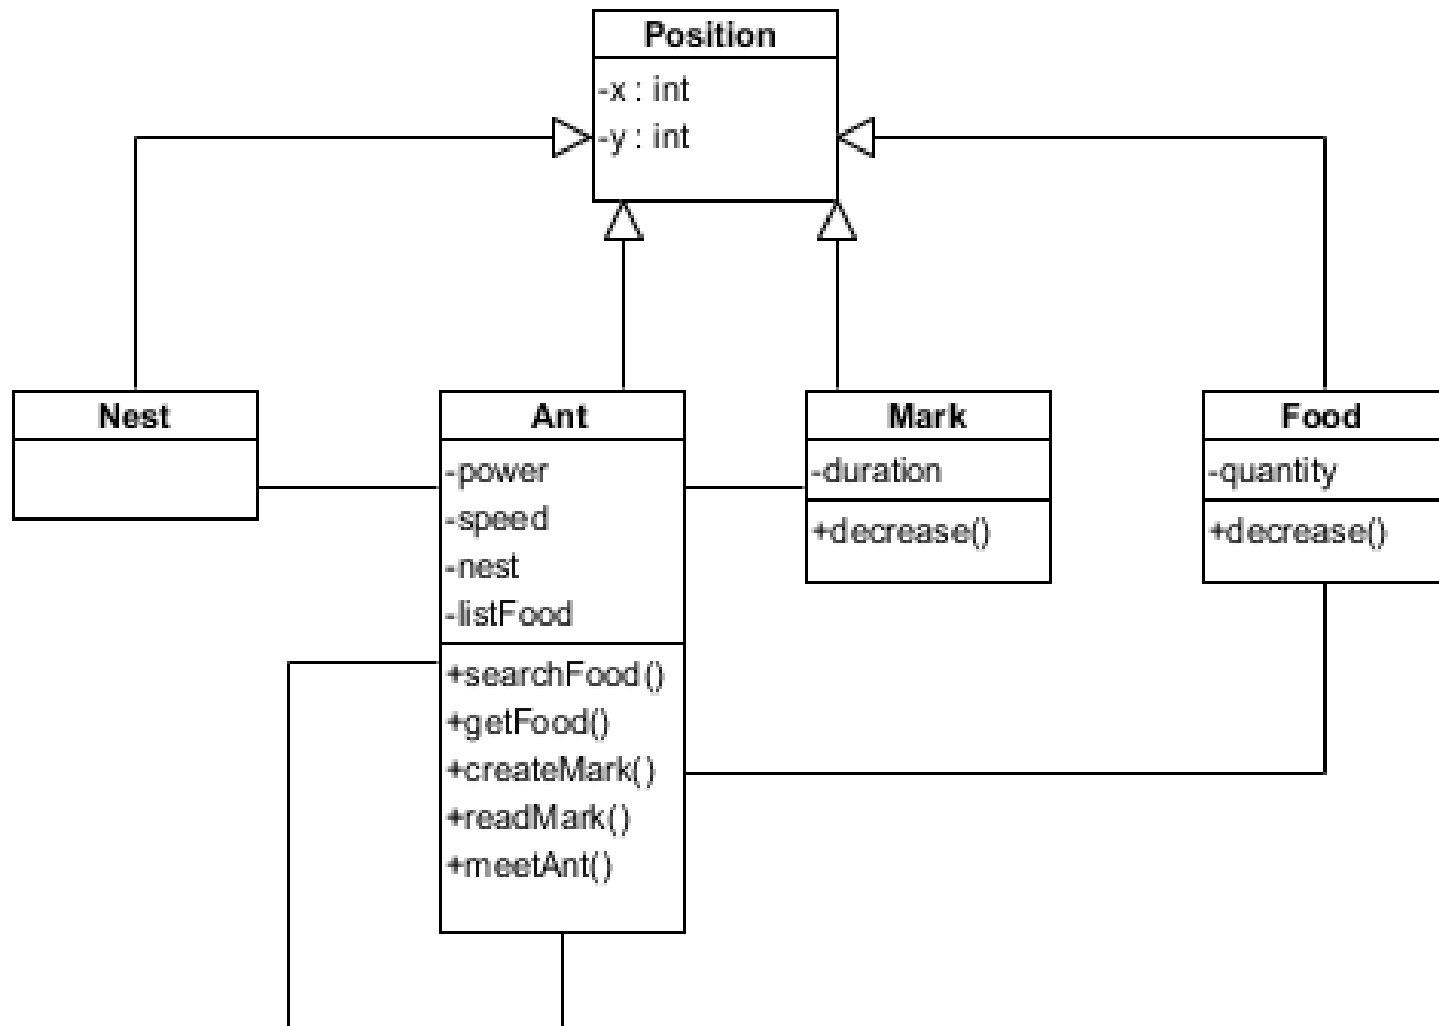 Position
-x : int
-y : int
Nest
Ant
-power
-speed
-nest
-listFood
+searchFood()
+getFood()
+createMark()
+readMark()
+meetAnt()
Mark
-duration
+decrease()
Food
-quantity
+decrease()